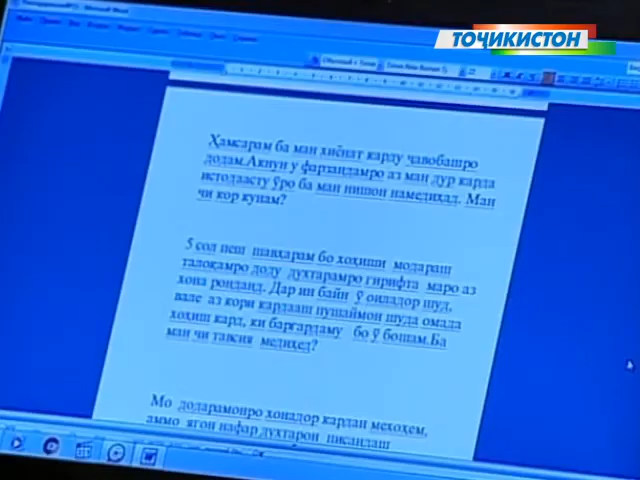 ТОҶИКИСТОН
Ҳамсарам ба ман хиёнат карду ҷавобашро
додам.Акнун у фарзандамро аз ман дур карда
истодаасту ӯро ба ман нишон намедиҳад. Ман
чи кор кунам?
5 сол пеш шавҳарам бо хоҳиши модараш
талоқамро доду духтарамро гирифта маро аз
хона ронданд. Дар ин байн ӯ оиладор шуд,
вале аз кори кардааш пушаймон шуда омада
хоҳиш кард, ки баргардаму бо ӯ бошам.Ба
ман чи тавсия медиҳед?
Мо додарамонро хонадор кардан мехоҳем,
аммо ягон нафар духтарон писандаш